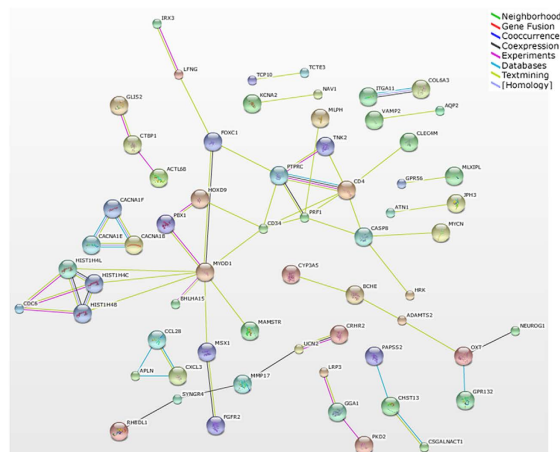 Neighborhood
Gene Fusion
Cooccurrence
Coexpression
Experiments
Databases
Textmining
[Homology]
IRX3
LFNG
TCTE3
TCP10
NAV1
KCNA2
ITGA11
COL6A3
GLIS2
MLPH
VAMP2
AQP2
CTBP1
FOXC1
TNK2
CLEC4M
ACTL6B
PTPRC
CD4
GPR56
MLXIPL
HOXD9
JPH3
CACNA1F
PBX1
CD34
PRF1
ATN1
MYCN
CACNA1E
CACNA1B
CASP8
HIST1H4L
MYOD1
CYP3A5
HIST1H4C
BCHE
HRK
CDC6
HIST1H4B
BHLHA15
ADAMTS2
MAMSTR
NEUROG1
CCL28
MSX1
UCN2
CRHR2
PAPSS2
OXT
APLN
CXCL3
MMP17
LRP3
GPR132
SYNGR4
GGA1
CHST13
RHBDL1
FGFR2
PKD2
CSGALNACT1